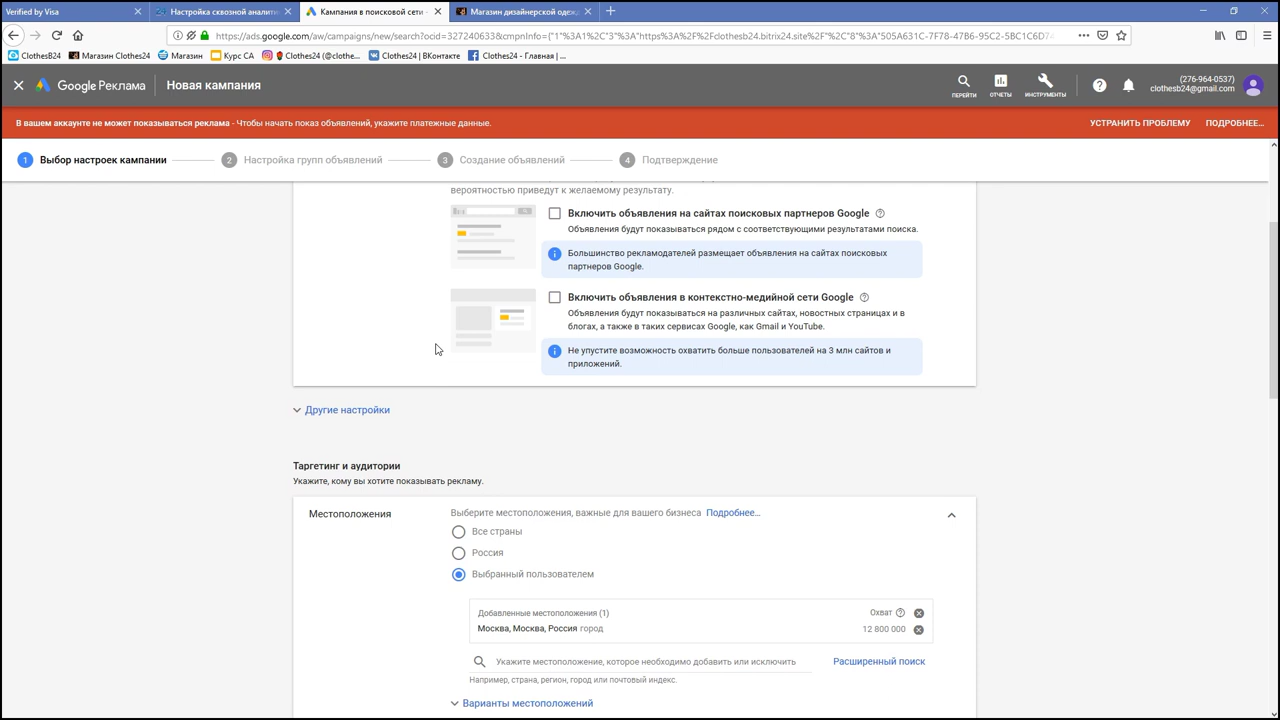 Verified by Visa
Настройка сквозной аналити
Кампания в поисковой сети -
Магазин дизайнерской одеж
https://ads.google.com/aw/campaigns/new/search?ocid=327240633&cmpnInfo={"1"%3A1%2C"3"%3A"https%3A%2F%2Fclothesb24.bitrix24.site"%2C"8"%3A"505A631C-7F78-47B6-95C2-5BC1C6D74
ClothesB24
Магазин Clothes24
Магазин
Курс CA
Clothes24 (@clothe...
Clothes24 | ВКонтакте
Clothes24 - Главная | ...
Google Реклама
Новая кампания
ПЕРЕЙТИ
ОТЧЕТЫ
ИНСТРУМЕНТЫ
(276-964-0537)
clothesb24@gmail.com
В вашем аккаунте не может показываться реклама - Чтобы начать показ объявлений, укажите платежные данные.
УСТРАНИТЬ ПРОБЛЕМУ
ПОДРОБНЕЕ...
1 Выбор настроек кампании
2 Настройка групп объявлений
3 Создание объявлений
4 Подтверждение
вероятностью приведут к желаемому результату.
Включить объявления на сайтах поисковых партнеров Google
Объявления будут показываться рядом с соответствующими результатами поиска.
Большинство рекламодателей размещает объявления на сайтах поисковых
партнеров Google.
Включить объявления в контекстно-медийной сети Google
Объявления будут показываться на различных сайтах, новостных страницах и в
блогах, а также в таких сервисах Google, как Gmail и YouTube.
Не упустите возможность охватить больше пользователей на 3 млн сайтов и
приложений.
Другие настройки
Таргетинг и аудитории
Укажите, кому вы хотите показывать рекламу.
Местоположения
Выберите местоположения, важные для вашего бизнеса Подробнее...
Все страны
Россия
Выбранный пользователем
Добавленные местоположения (1)
Охват
Москва, Москва, Россия город
12 800 000
Укажите местоположение, которое необходимо добавить или исключить
Расширенный поиск
Например, страна, регион, город или почтовый индекс.
Варианты местоположений